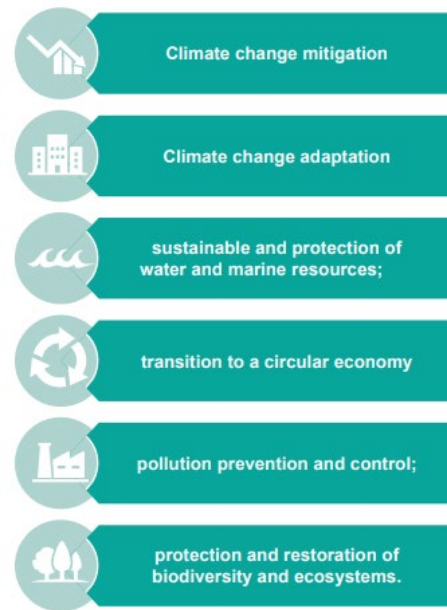 Climate change mitigation
Climate change adaptation
sustainable and protection of
water and marine resources;
transition to a circular economy
pollution prevention and control;
protection and restoration of
biodiversity and ecosystems.